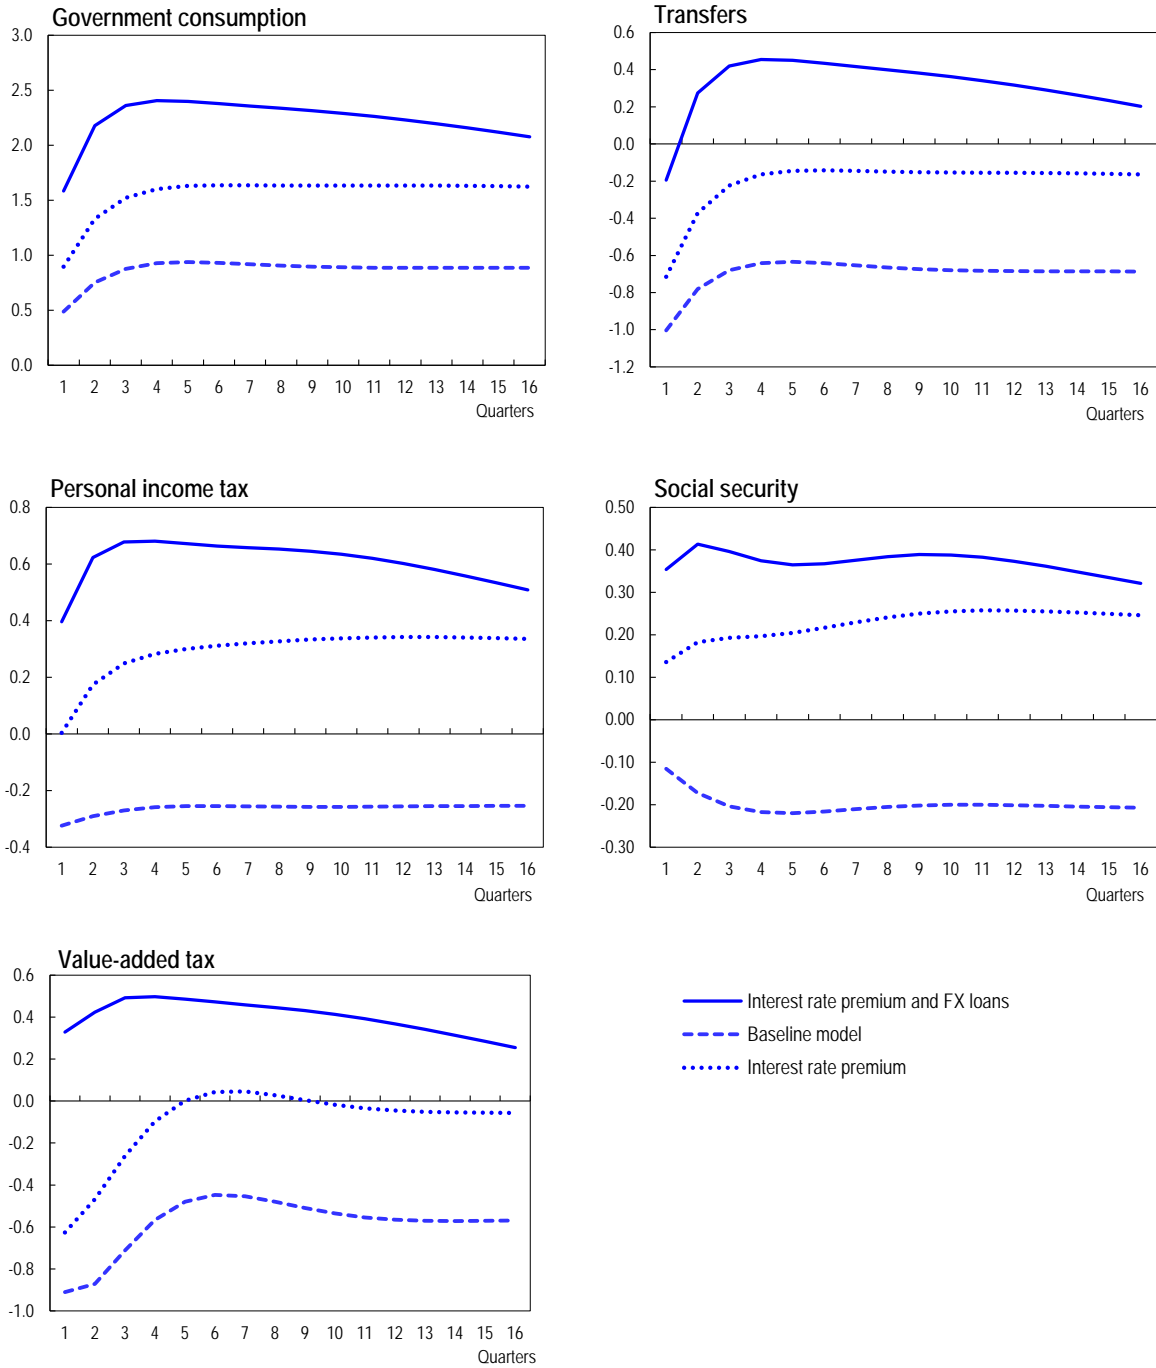 Government consumption
3.0
2.5
2.0
1.5
1.0
0.5
0.0
1 2 3 4 5 6 7 8 9 10 11 12 13 14 15 16
Quarters
Transfers
0.6
0.4
0.2
0.0
-0.2
-0.4
-0.6
-0.8
-1.0
-1.2
1 2 3 4 5 6 7 8 9 10 11 12 13 14 15 16
Quarters
Personal income tax
0.8
0.6
0.4
0.2
0.0
-0.2
-0.4
1 2 3 4 5 6 7 8 9 10 11 12 13 14 15 16
Quarters
Social security
0.50
0.40
0.30
0.20
0.10
0.00
-0.10
-0.20
-0.30
1 2 3 4 5 6 7 8 9 10 11 12 13 14 15 16
Quarters
Value-added tax
0.6
0.4
0.2
0.0
-0.2
-0.4
-0.6
-0.8
-1.0
1 2 3 4 5 6 7 8 9 10 11 12 13 14 15 16
Quarters
Interest rate premium and FX loans
Baseline model
Interest rate premium